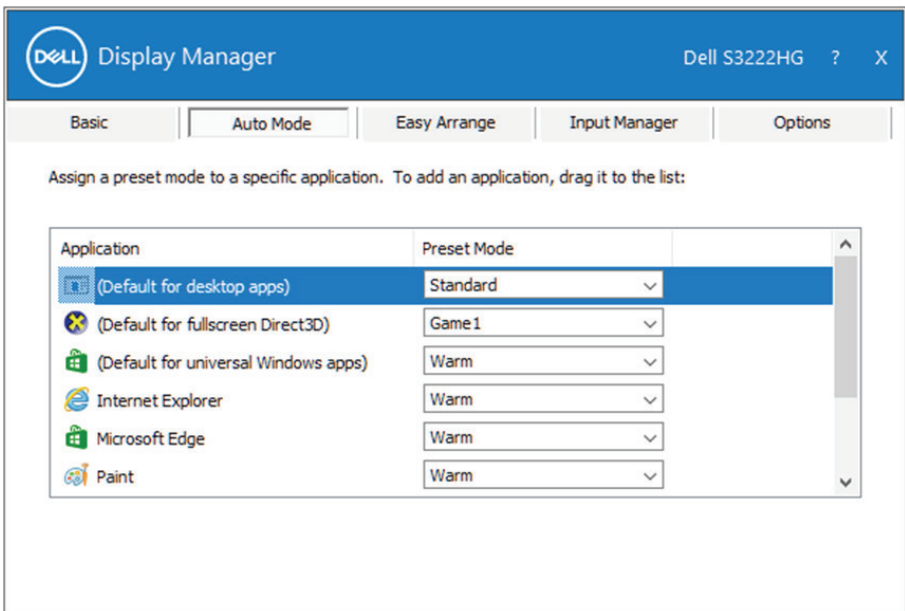 DELL Display Manager Dell S3222HG ? X
Basic Auto Mode Easy Arrange Input Manager Options
Assign a preset mode to a specific application. To add an application, drag it to the list:
Application Preset Mode
(Default for desktop apps) Standard
(Default for fullscreen Direct3D) Game1
(Default for universal Windows apps) Warm
Internet Explorer Warm
Microsoft Edge Warm
Paint Warm